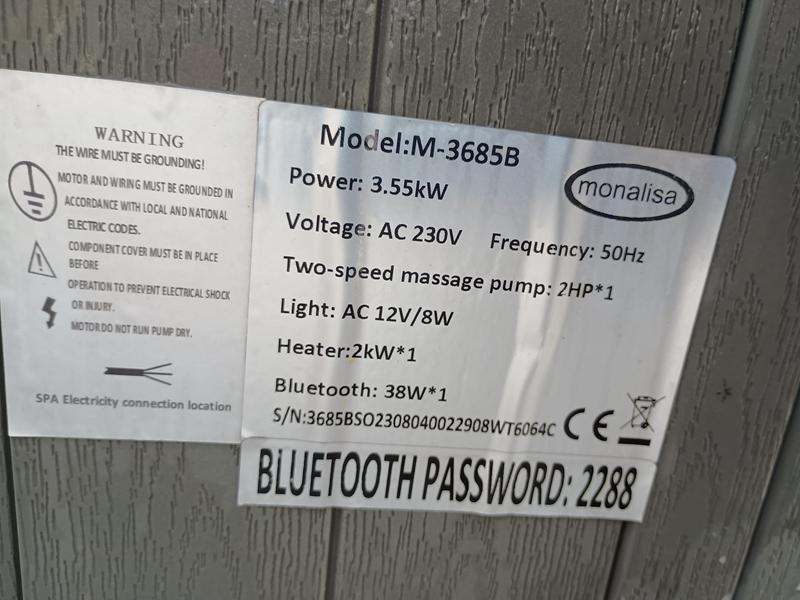 WARNING
THE WIRE MUST BE GROUNDING!
MOTOR AND WIRING MUST BE GROUNDED IN
ACCORDANCE WITH LOCAL AND NATIONAL
ELECTRIC CODES.
COMPONENT COVER MUST BE IN PLACE
BEFORE
OPERATION TO PREVENT ELECTRICAL SHOCK
OR INJURY.
MOTOR DO NOT RUN PUMP DRY.
SPA Electricity connection location
Model:M-3685B
monalisa
Power: 3.55kW
Voltage: AC 230V Frequency: 50Hz
Two-speed massage pump: 2HP*1
Light: AC 12V/8W
Heater:2kW*1
Bluetooth: 38W*1
S/N:3685BSO2308040022908WT6064C CE
BLUETOOTH PASSWORD: 2288